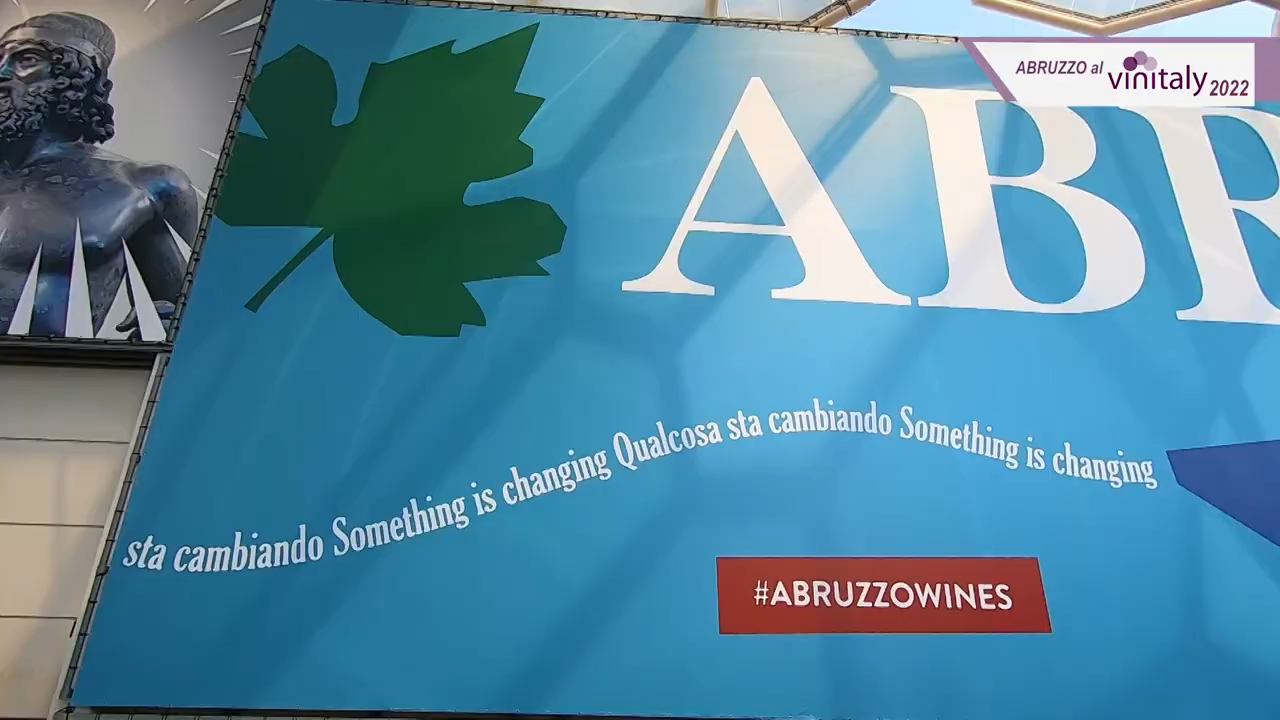 ABRUZZO al vinitaly 2022
ABR
sta cambiando Something is changing Qualcosa sta cambiando Something is changing
#ABRUZZOWINES